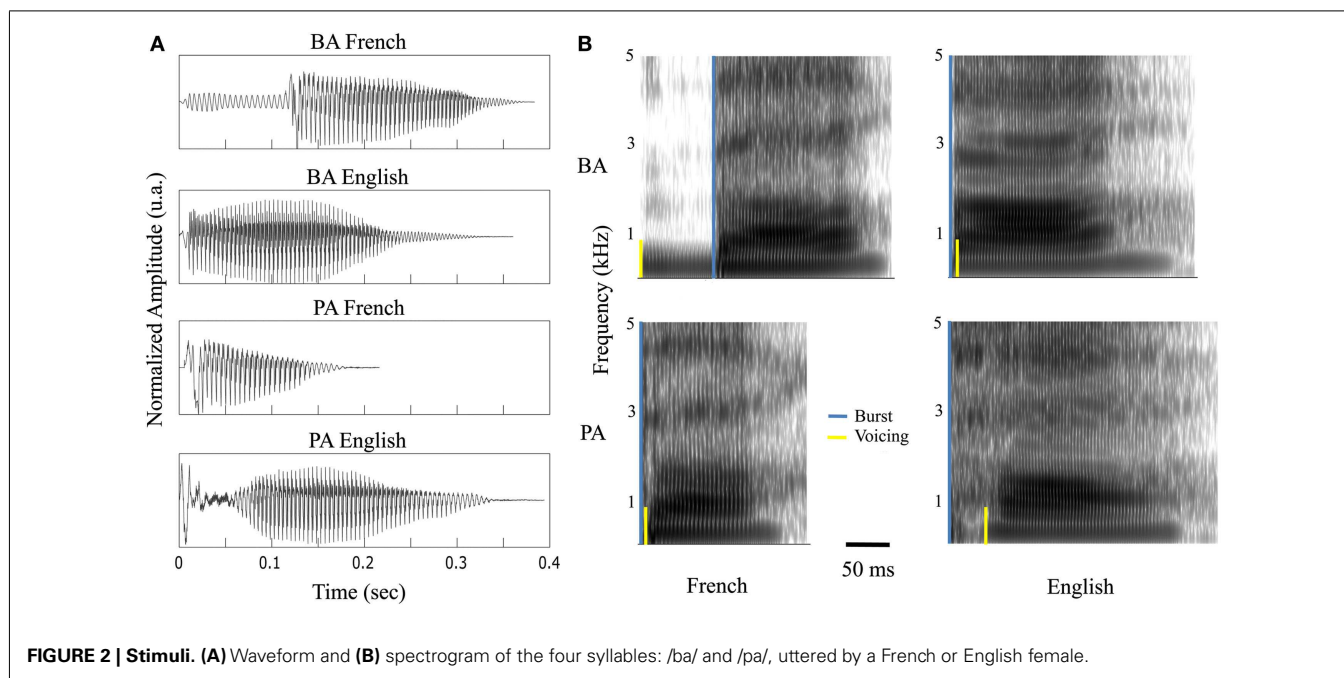 A
BA French
BA English
PA French
PA English
Normalized Amplitude (u.a.)
0 0.1 0.2 0.3 0.4
Time (sec)
B
Frequency (kHz)
BA
5
3
1
5
PA
5
3
1
5
Burst
Voicing
50 ms
French
English
3
1
3
1
FIGURE 2 | Stimuli. (A) Waveform and (B) spectrogram of the four syllables: /ba/ and /pa/, uttered by a French or English female.